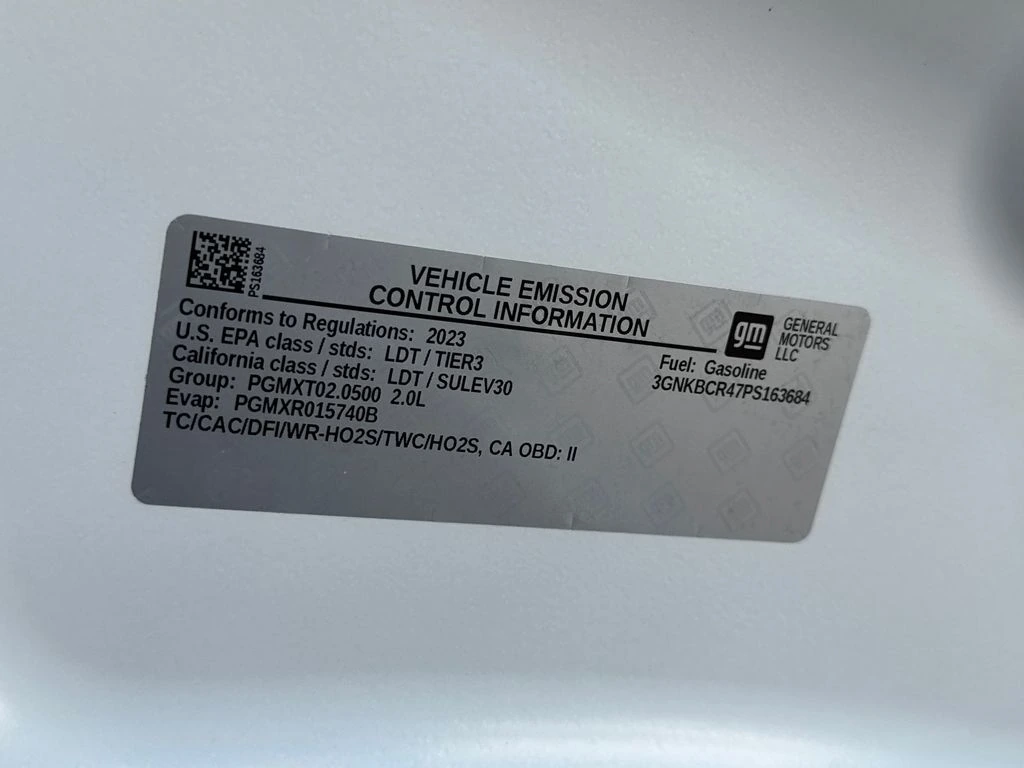 PS163684
VEHICLE EMISSION
CONTROL INFORMATION
gm
GENERAL
MOTORS
LLC
Conforms to Regulations: 2023
U.S. EPA class / stds: LDT / TIER3
California class / stds: LDT / SULEV30
Group: PGMXT02.0500 2.0L
Evap: PGMXR015740B
TC/CAC/DFI/WR-HO2S/TWC/HO2S, CA OBD: II
Fuel: Gasoline
3GNKBCR47PS163684